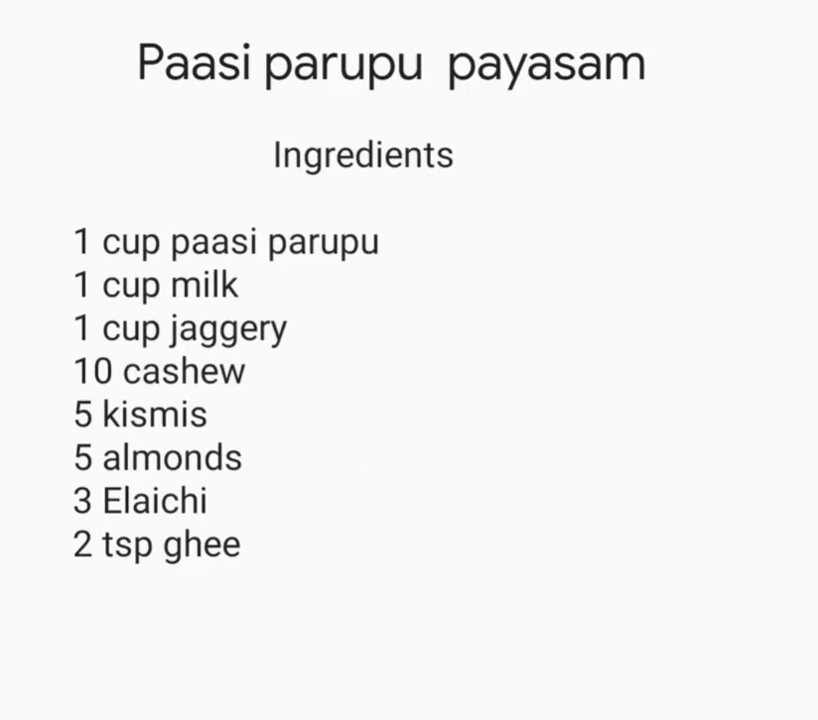 Paasi parupu payasam
Ingredients
1 cup paasi parupu
1 cup milk
1 cup jaggery
10 cashew
5 kismis
5 almonds
3 Elaichi
2 tsp ghee